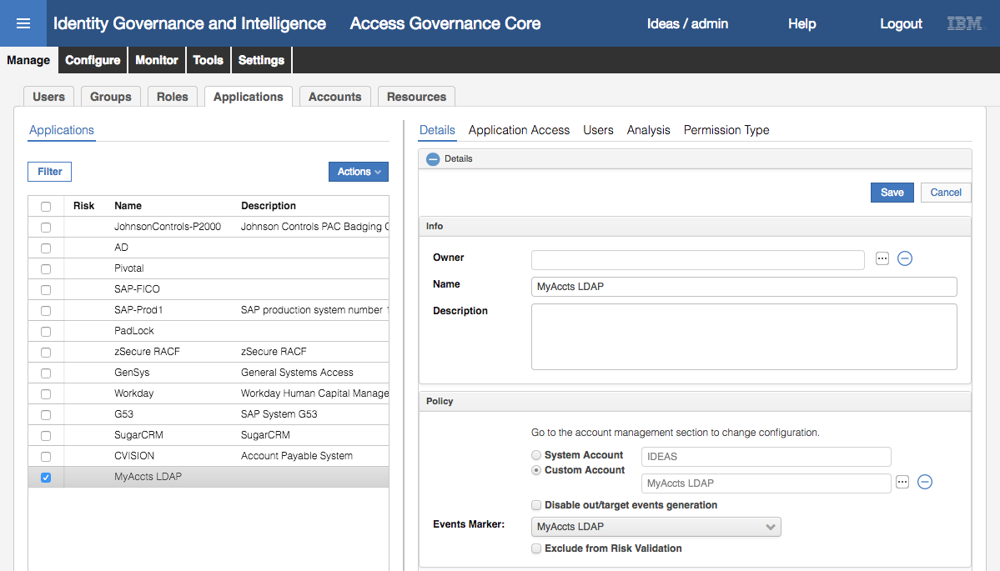 Identity Governance and Intelligence Access Governance Core Ideas / admin Help Logout IBM
Manage Configure Monitor Tools Settings
Users Groups Roles Applications Accounts Resources
Applications
Filter Actions
Risk Name Description
JohnsonControls-P2000 Johnson Controls PAC Badging
AD
Pivotal
SAP-FICO
SAP-Prod1 SAP production system number
PadLock
zSecure RACF zSecure RACF
GenSys General Systems Access
Workday Workday Human Capital Manage
G53 SAP System G53
SugarCRM SugarCRM
CVISION Account Payable System
MyAccts LDAP
Details Application Access Users Analysis Permission Type
Details
Save Cancel
Info
Owner
Name MyAccts LDAP
Description
Policy
Go to the account management section to change configuration.
System Account IDEAS
Custom Account
MyAccts LDAP
Disable out/target events generation
Events Marker: MyAccts LDAP
Exclude from Risk Validation